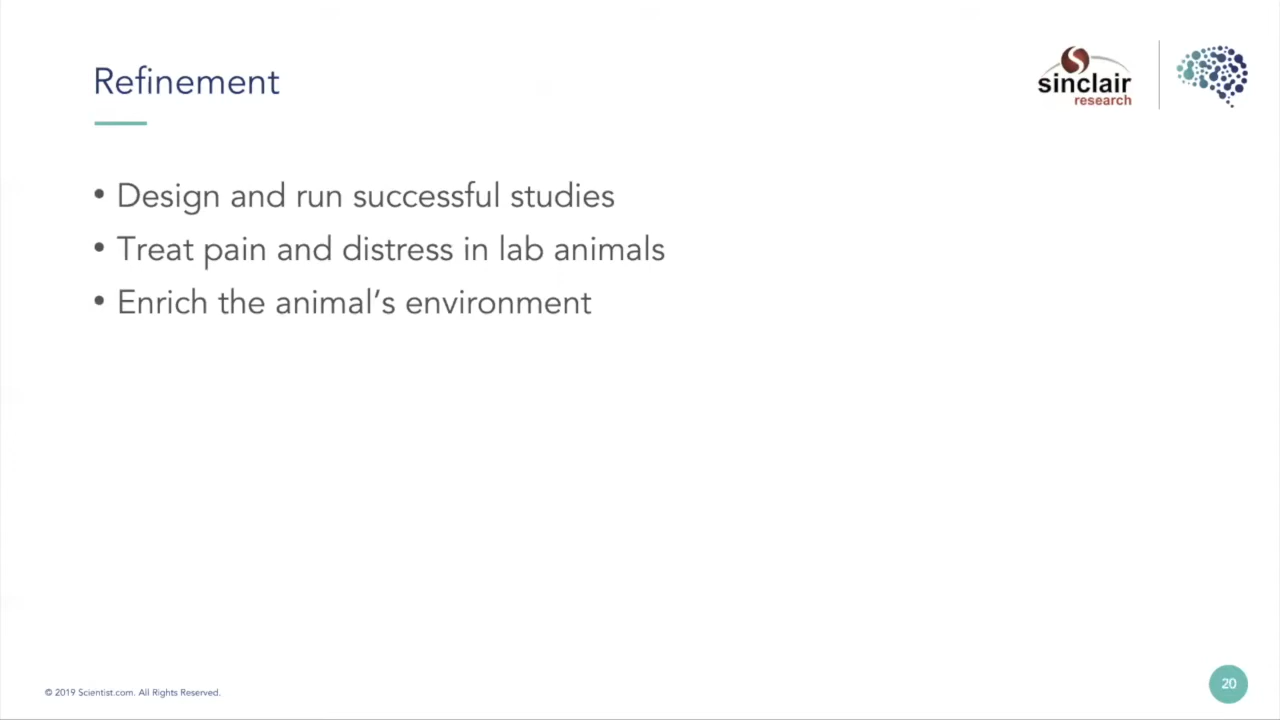 Refinement
sinclair
research
• Design and run successful studies
• Treat pain and distress in lab animals
• Enrich the animal’s environment
© 2019 Scientist.com. All Rights Reserved.
20